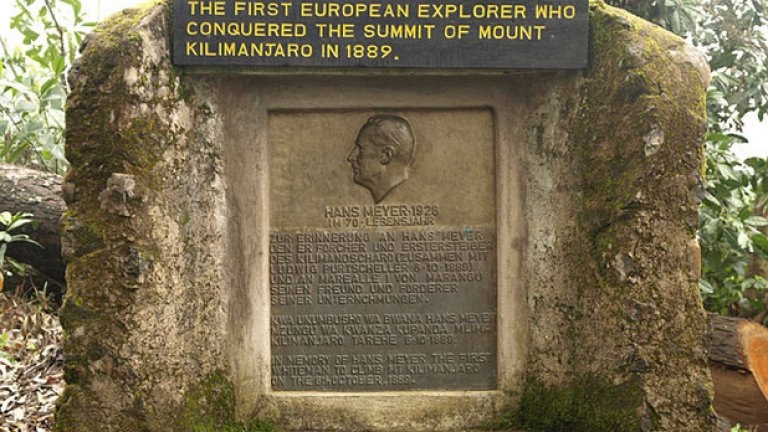 THE FIRST EUROPEAN EXPLORER WHO
CONQUERED THE SUMMIT OF MOUNT
KILIMANJARO IN 1889.
HANS MEYER·1928
IM 70·LEBENSJAHR
ZUR ERINNERUNG AN HANS MEYER
DEN ERFORCHER UND ERSTERSTEIGER
DES KILIMANDSCHARO (ZUSAMMEN MIT
LUDWIG PURTSCHELLER 6·10·1889)
UND AN MAREALLE I VON MARANGU
SEINEN FREUND UND FORDERER
SEINER UNTERNCHMUNGEN.
KWA UKUMBUSHO WA BWANA HANS MEYER
MZUNGU WA KWANZA KUPANDA MLIMA
KILIMANJARO TAREHE 6·10·1889.
IN MEMORY OF HANS MEYER THE FIRST
WHITEMAN TO CLIMB MT KILIMANJARO
ON THE 6th OCTOBER 1889.